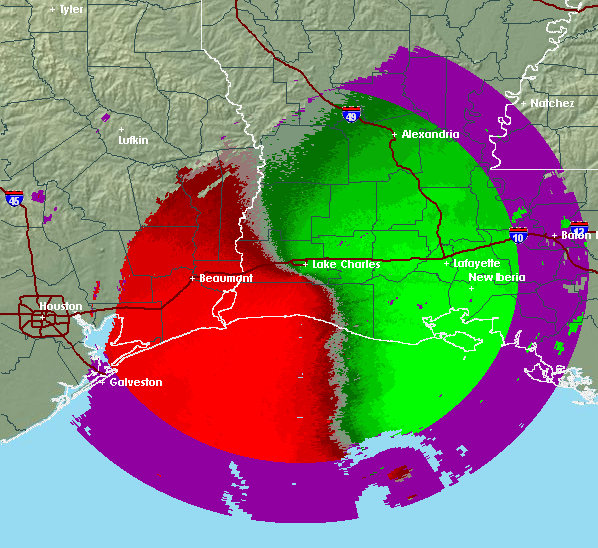 Tyler
Natchez
49
Alexandria
Lufkin
45
10
12
Baton
Lake Charles
Lafayette
Beaumont
New Iberia
Houston
Galveston